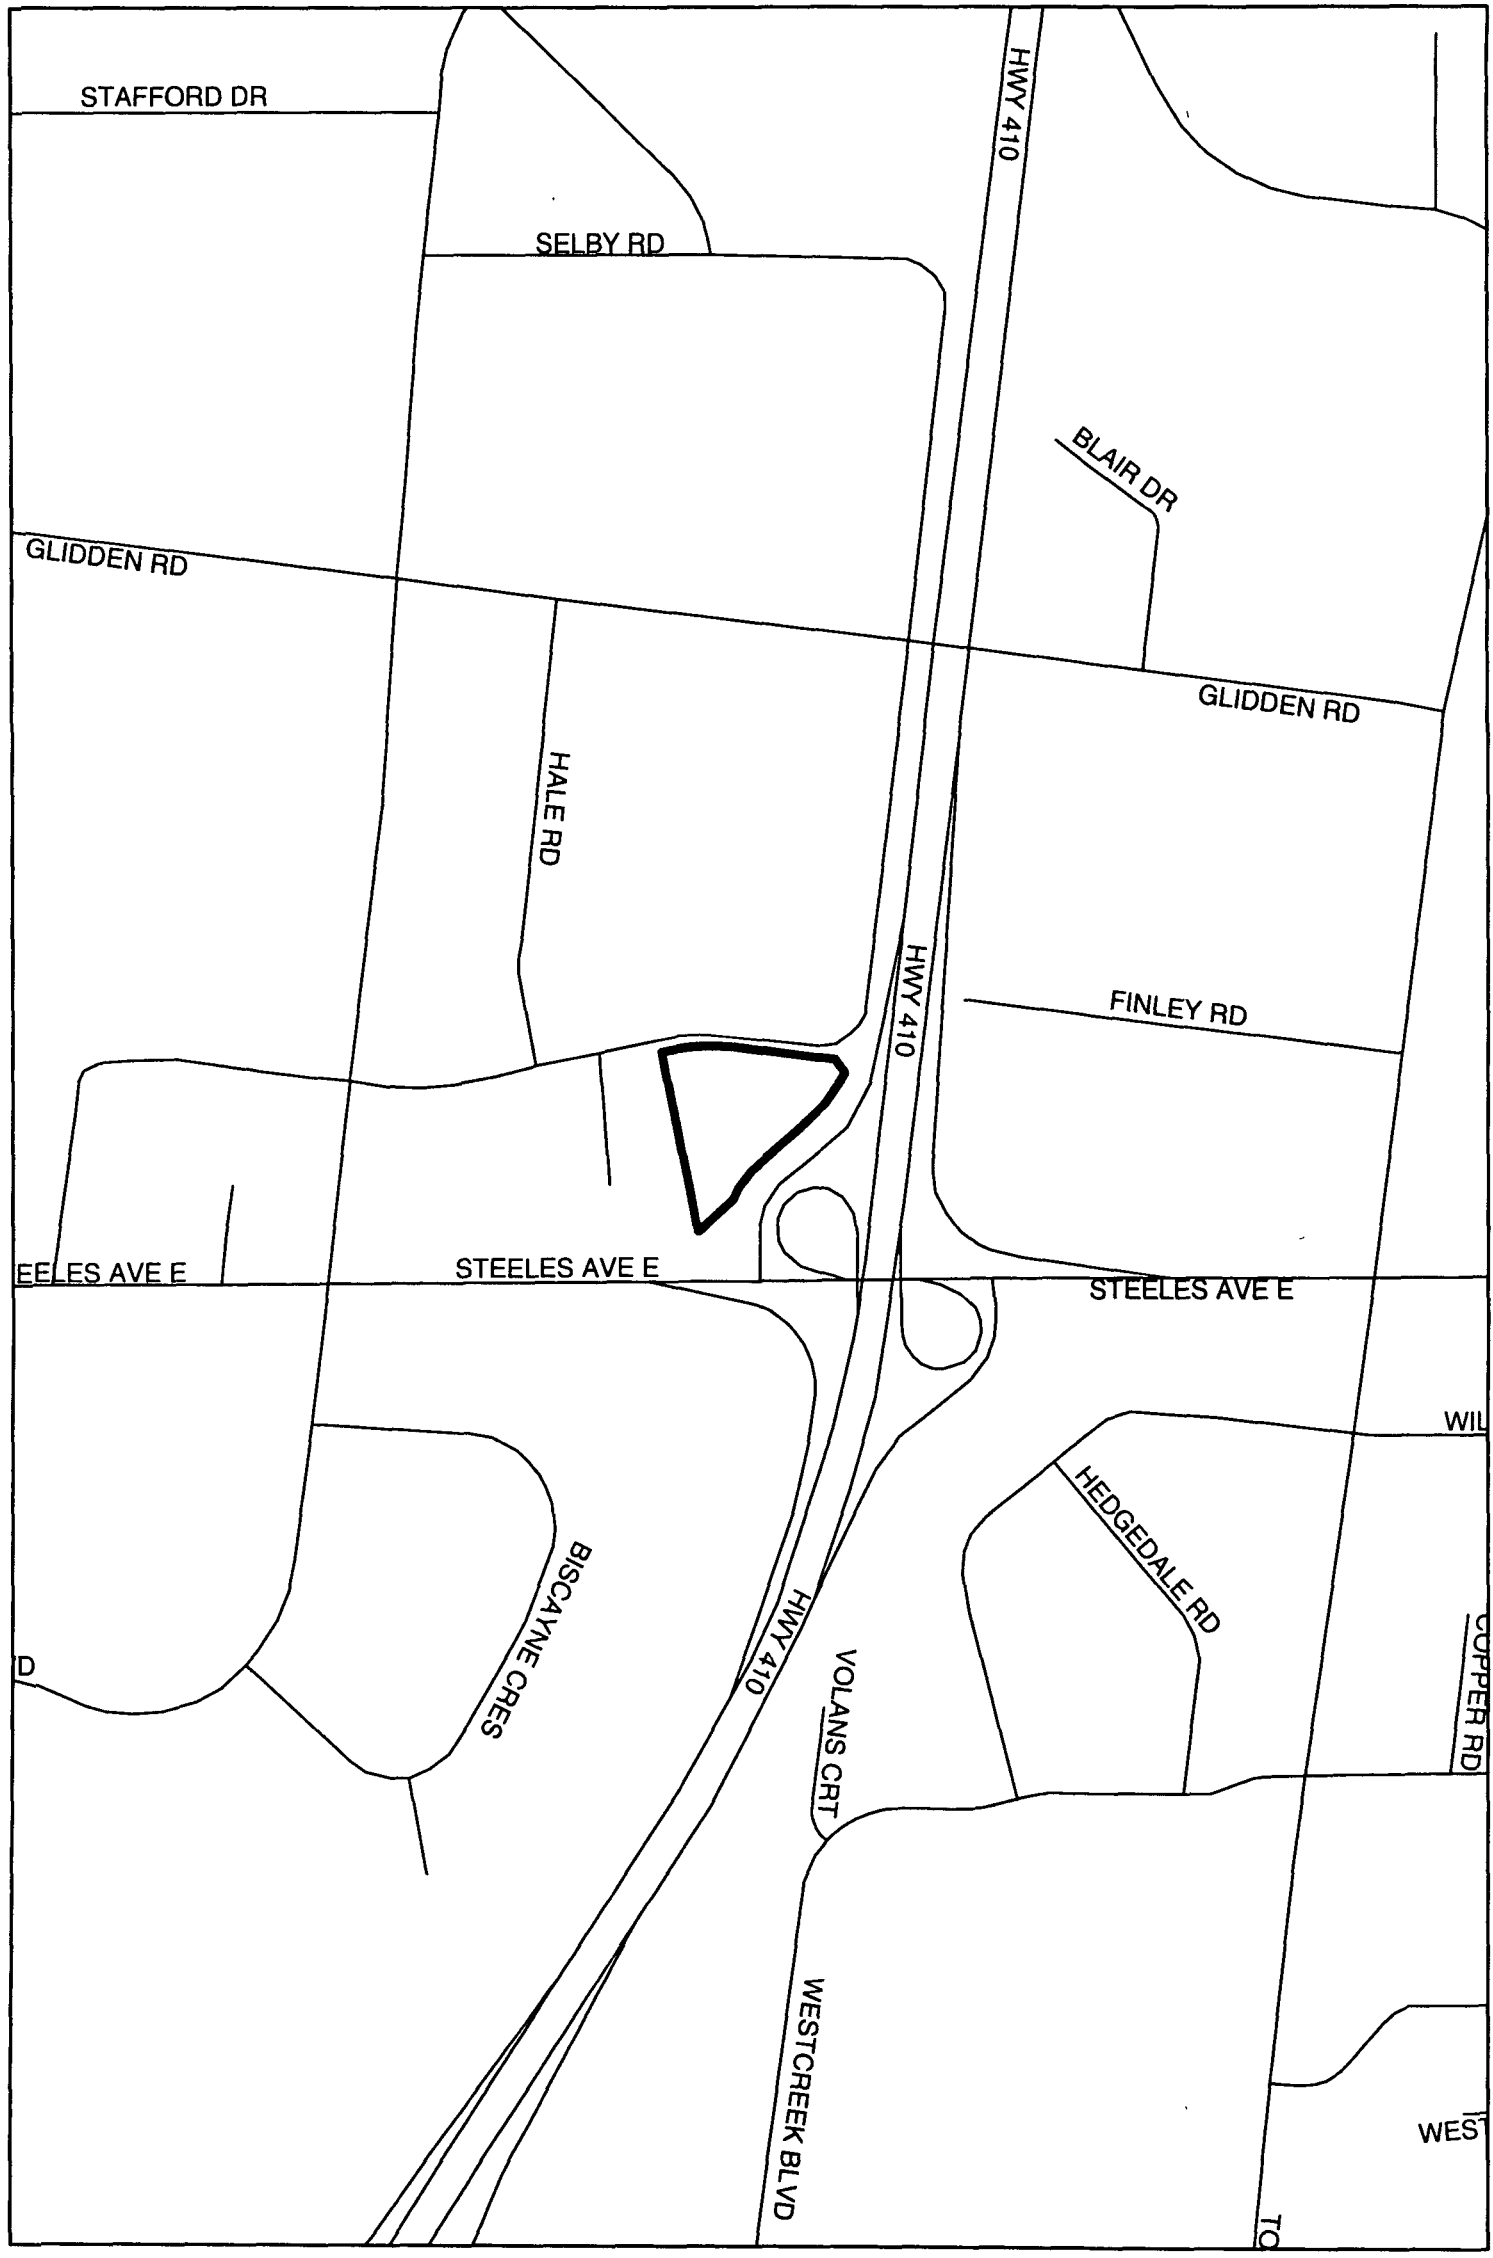 STAFFORD DR
HWY 410
SELBY RD
BLAIR DR
GLIDDEN RD
GLIDDEN RD
HALE RD
HWY 410
FINLEY RD
EELES AVE E
STEELES AVE E
STEELES AVE E
WIL
HEDGEDALE RD
BISCAYNE CRES
HWY 410
D
VOLANS CRT
COPPER RD
WESTCREEK BLVD
WEST
TO